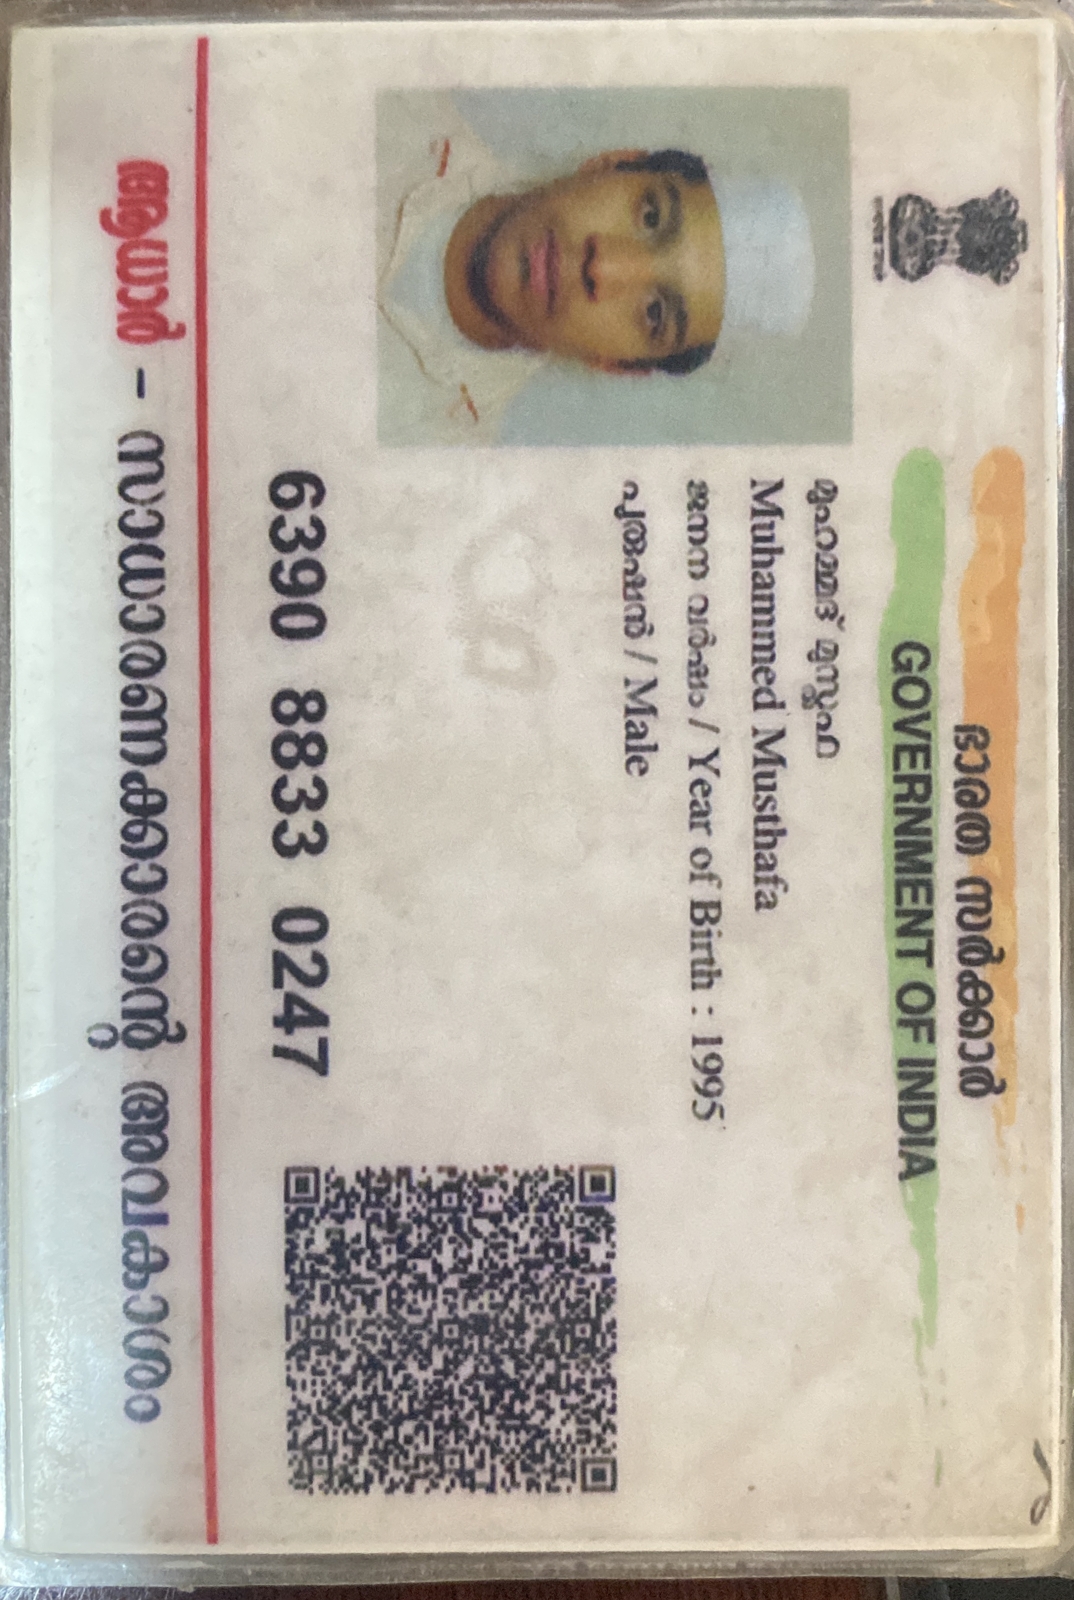 ഭാരത സർക്കാർ
GOVERNMENT OF INDIA
മുഹമ്മദ് മുസ്തഫ
Muhammed Musthafa
ജനന വർഷം / Year of Birth : 1995
പുരുഷൻ / Male
6390 8833 0247
ആധാർ - സാധാരണക്കാരന്റെ അവകാശം